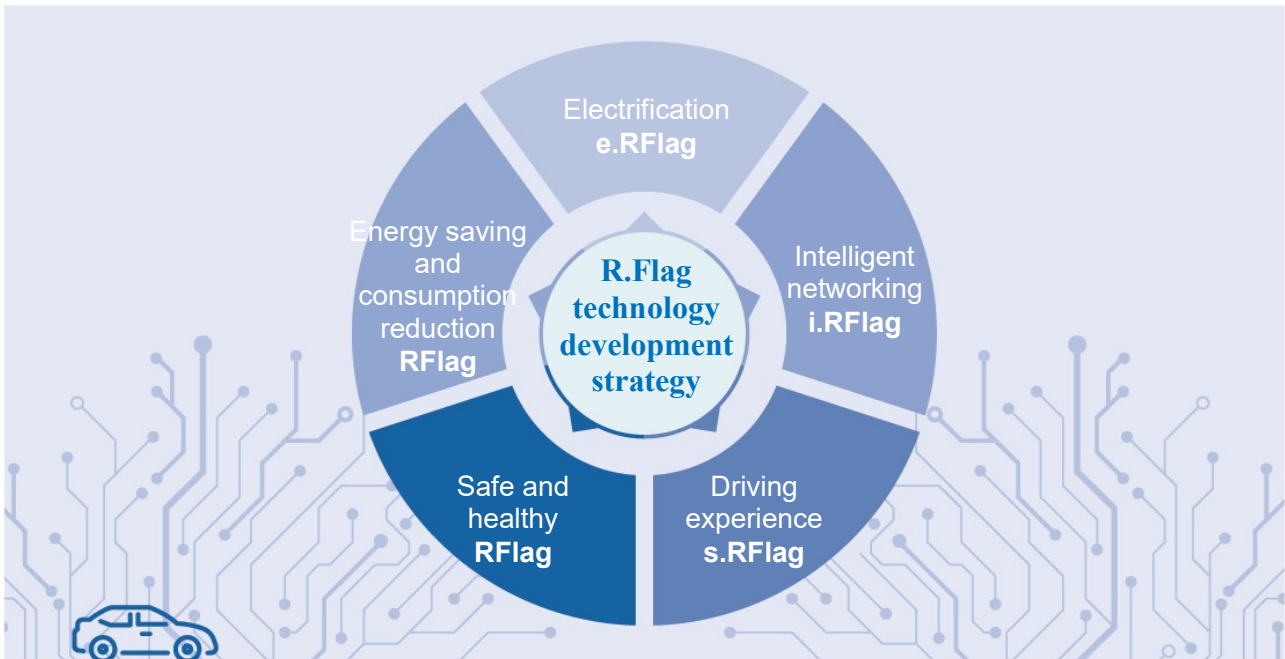 Electrification
e.RFlag
Intelligent
networking
i.RFlag
Driving
experience
s.RFlag
Safe and
healthy
RFlag
Energy saving
and
consumption
reduction
RFlag
R.Flag
technology
development
strategy